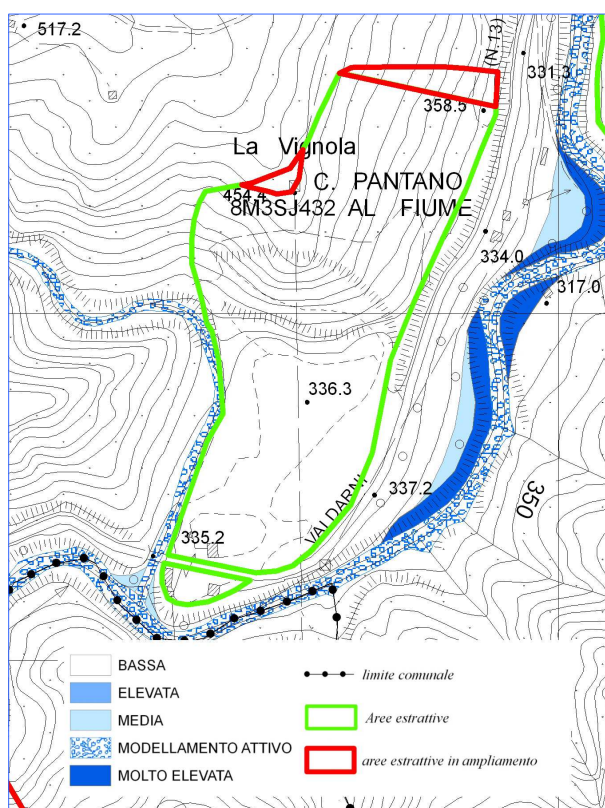 517.2
(N.13)
331.3
358.5
La Vignola
C. PANTANO
454.4
8M3SJ432 AL FIUME
334.0
317.0
336.3
VALDARNI
337.2
350
335.2
BASSA
ELEVATA
MEDIA
MODELLAMENTO ATTIVO
MOLTO ELEVATA
limite comunale
Aree estrattive
aree estrattive in ampliamento